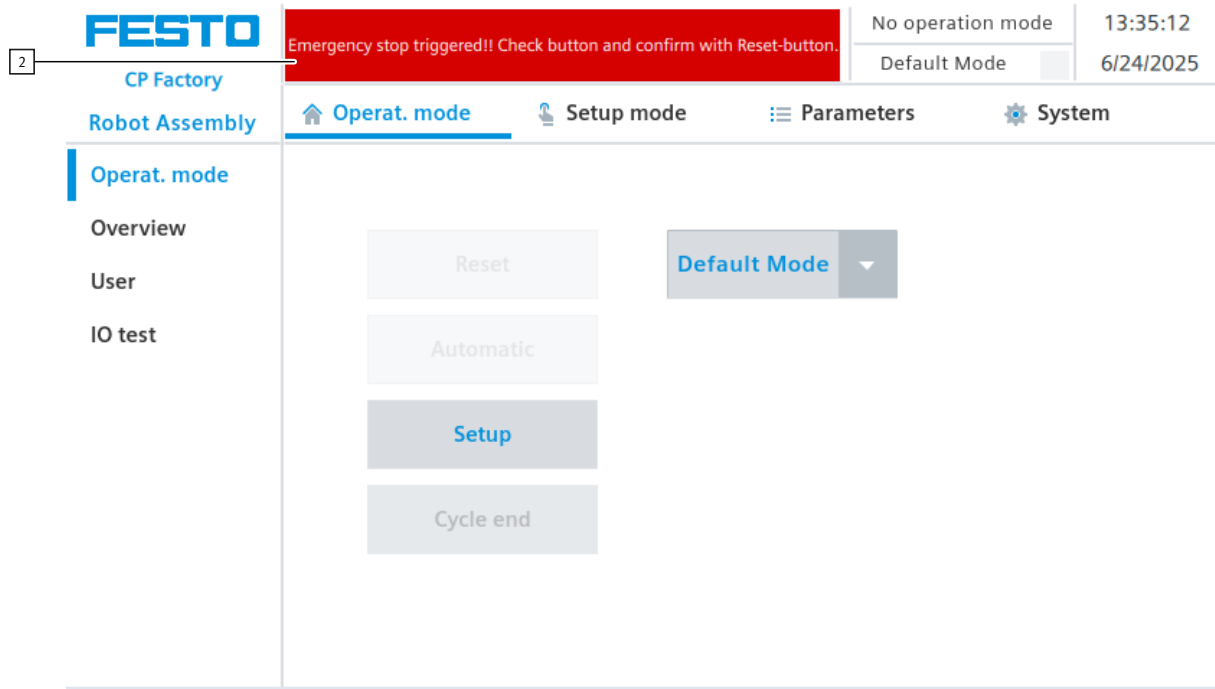 FESTO
Emergency stop triggered!! Check button and confirm with Reset-button.
No operation mode
13:35:12
2
CP Factory
Default Mode
6/24/2025
Robot Assembly
Operat. mode
Setup mode
Parameters
System
Operat. mode
Overview
User
IO test
Reset
Default Mode
Automatic
Setup
Cycle end